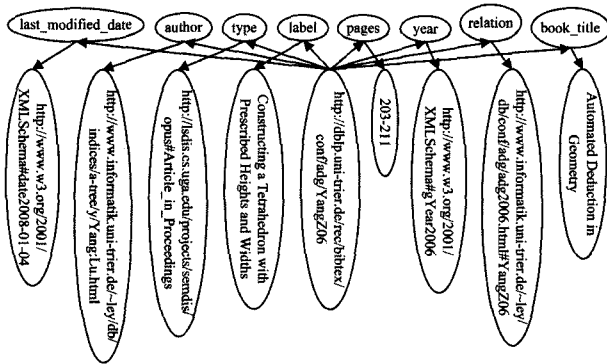 last_modified_date
author
type
label
pages
year
relation
book_title
http://www.w3.org/2001/
XMLSchema#date2008-01-04
http://www.informatik.uni-trier.de/~ley/db/
indices/a-tree/y/Yang:Lu.html
http://lsdis.cs.uga.edu/projects/semdis/
opus#Article_in_Proceedings
Constructing a Tetrahedron with
Prescribed Heights and Widths
http://dblp.uni-trier.de/rec/bibtex/
conf/adg/YangZ06
203-211
http://www.w3.org/2001/
XMLSchema#gYear2006
http://www.informatik.uni-trier.de/~ley/
db/conf/adg/adg2006.html#YangZ06
Automated Deduction in
Geometry